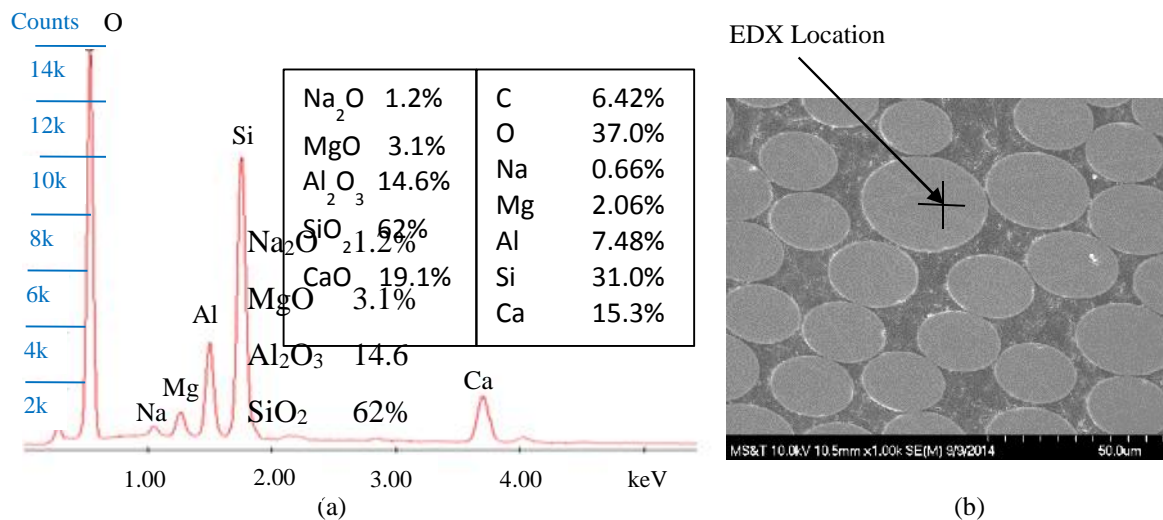 Counts O
EDX Location
14k
12k
10k
8k
6k
4k
2k
Si
Al
Mg
Na
Ca
Na2O 1.2%
MgO 3.1%
Al2O3 14.6%
SiO2 62%
CaO 19.1%
C 6.42%
O 37.0%
Na 0.66%
Mg 2.06%
Al 7.48%
Si 31.0%
Ca 15.3%
Na₂O 1.2%
MgO 3.1%
Al₂O₃ 14.6
SiO₂ 62%
1.00 2.00 3.00 4.00 keV
(a)
MS&T 10.0kV 10.5mm x1.00k SE(M) 9/9/2014 50.0um
(b)